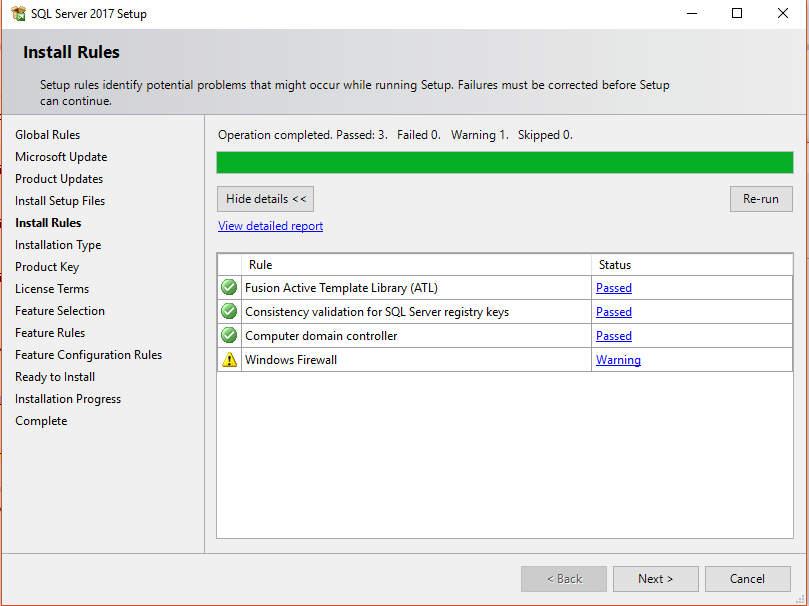 SQL Server 2017 Setup
Install Rules
Setup rules identify potential problems that might occur while running Setup. Failures must be corrected before Setup
can continue.
Global Rules
Microsoft Update
Product Updates
Install Setup Files
Install Rules
Installation Type
Product Key
License Terms
Feature Selection
Feature Rules
Feature Configuration Rules
Ready to Install
Installation Progress
Complete
Operation completed. Passed: 3. Failed 0. Warning 1. Skipped 0.
Hide details <<
Re-run
View detailed report
Rule Status
Fusion Active Template Library (ATL) Passed
Consistency validation for SQL Server registry keys Passed
Computer domain controller Passed
Windows Firewall Warning
< Back Next > Cancel